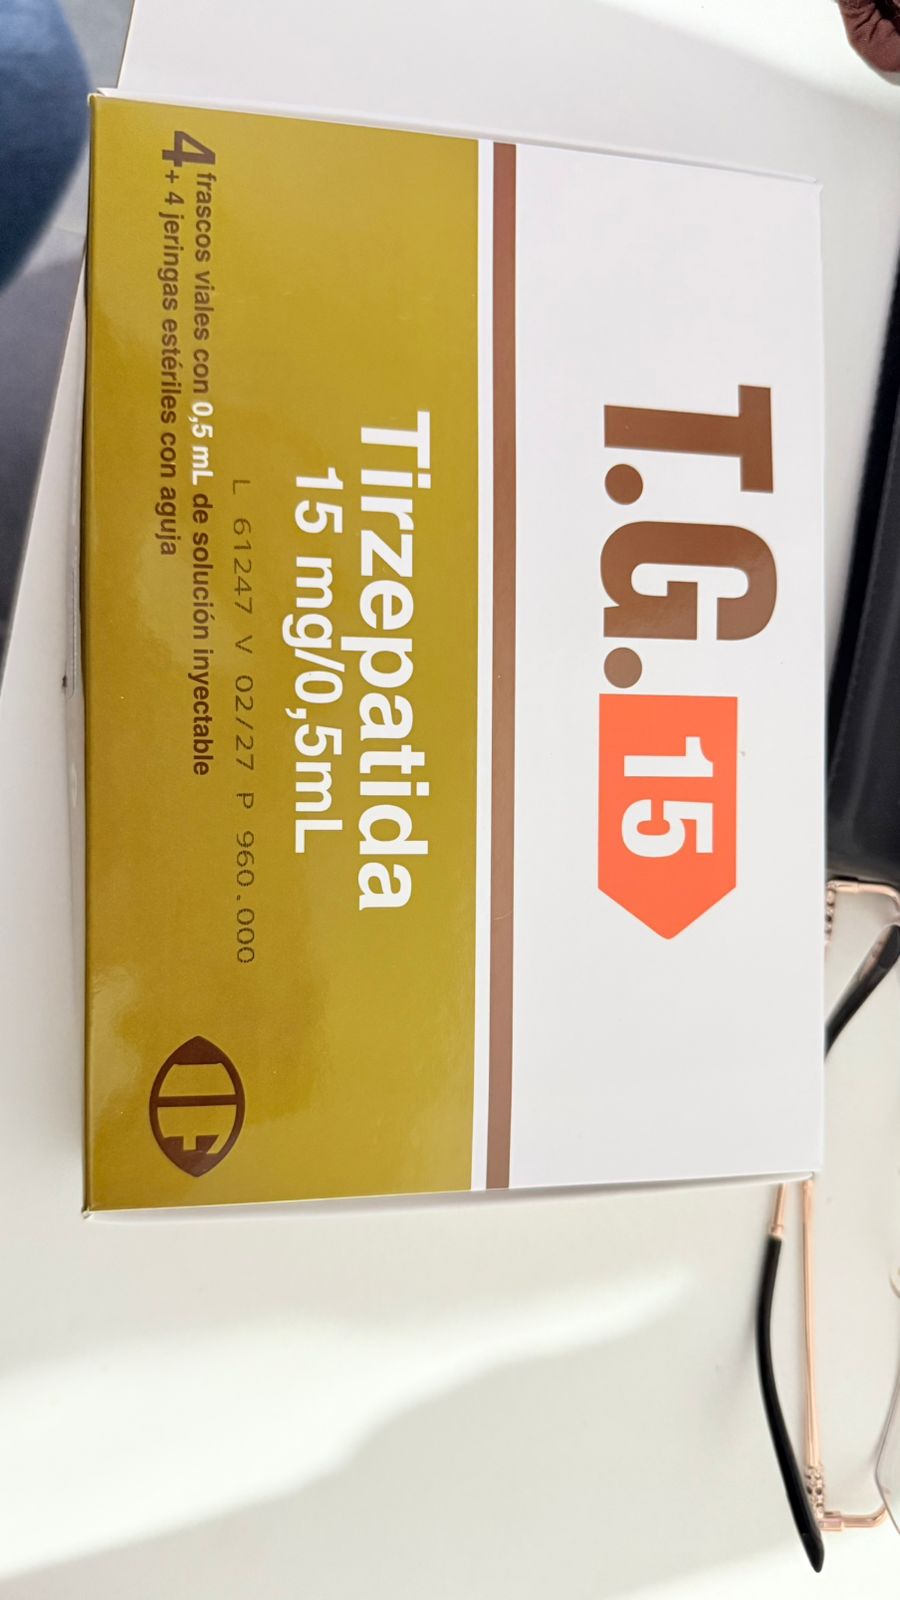 T.G. 15
Tirzepatida
15 mg/0,5mL
L 61247 V 02/27 P 960.000
4 frascos viales con 0,5 mL de solución inyectable
+ 4 jeringas estériles con aguja